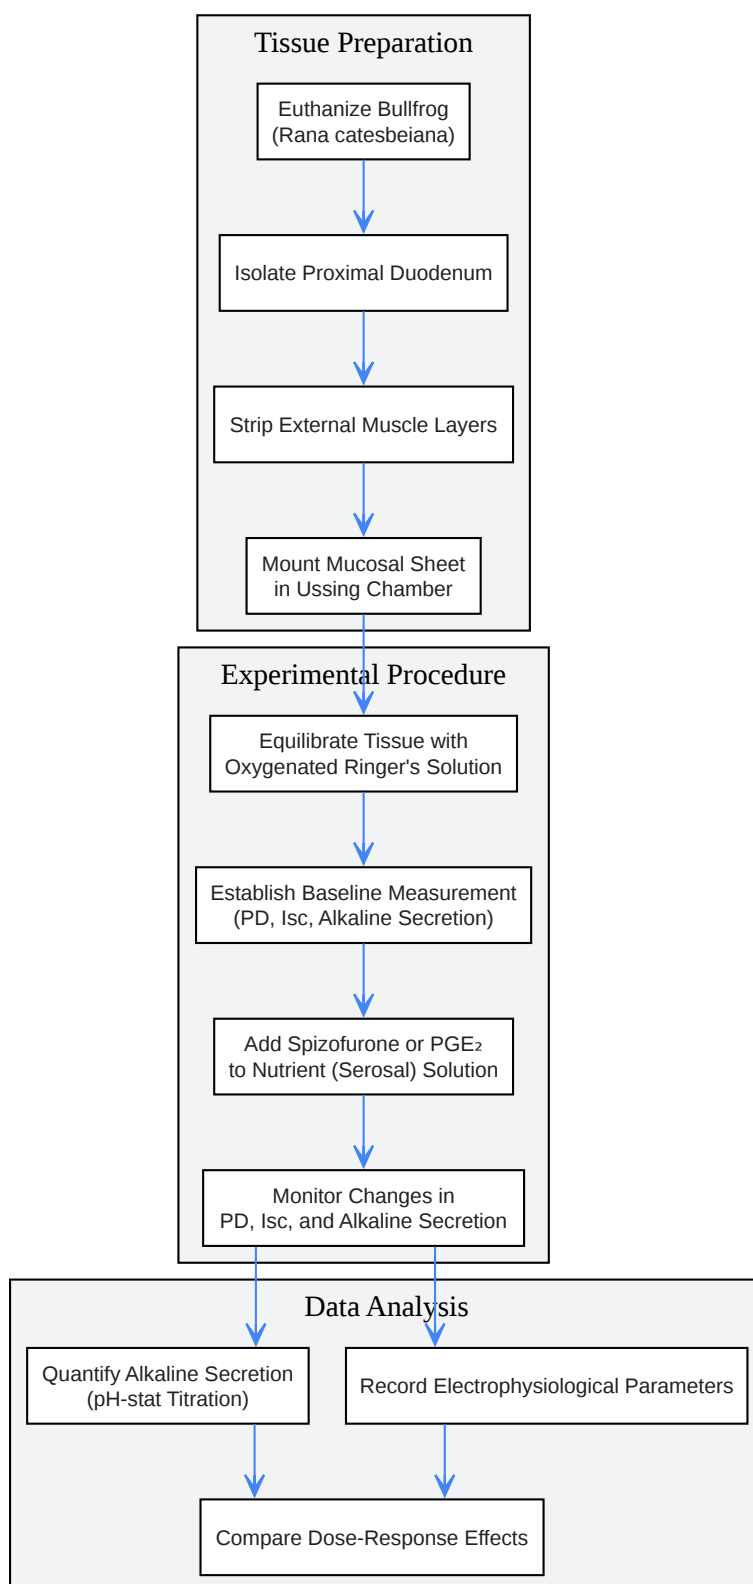 Tissue Preparation
Euthanize Bullfrog
(Rana catesbeiana)
Isolate Proximal Duodenum
Strip External Muscle Layers
Mount Mucosal Sheet
in Ussing Chamber
Experimental Procedure
Equilibrate Tissue with
Oxygenated Ringer's Solution
Establish Baseline Measurement
(PD, Isc, Alkaline Secretion)
Add Spizofurone or PGE₂
to Nutrient (Serosal) Solution
Monitor Changes in
PD, Isc, and Alkaline Secretion
Data Analysis
Quantify Alkaline Secretion
(pH-stat Titration)
Record Electrophysiological Parameters
Compare Dose-Response Effects